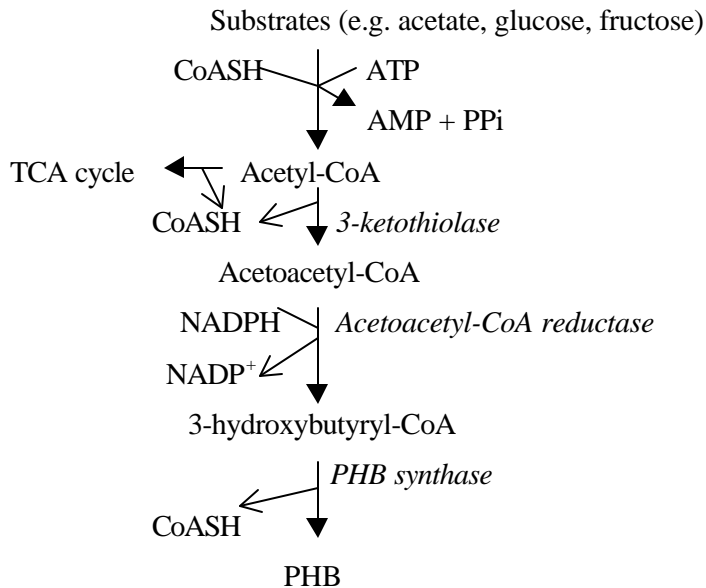 Substrates (e.g. acetate, glucose, fructose)
CoASH ATP
AMP + PPi
TCA cycle Acetyl-CoA
CoASH 3-ketothiolase
Acetoacetyl-CoA
NADPH Acetoacetyl-CoA reductase
NADP⁺
3-hydroxybutyryl-CoA
PHB synthase
CoASH
PHB